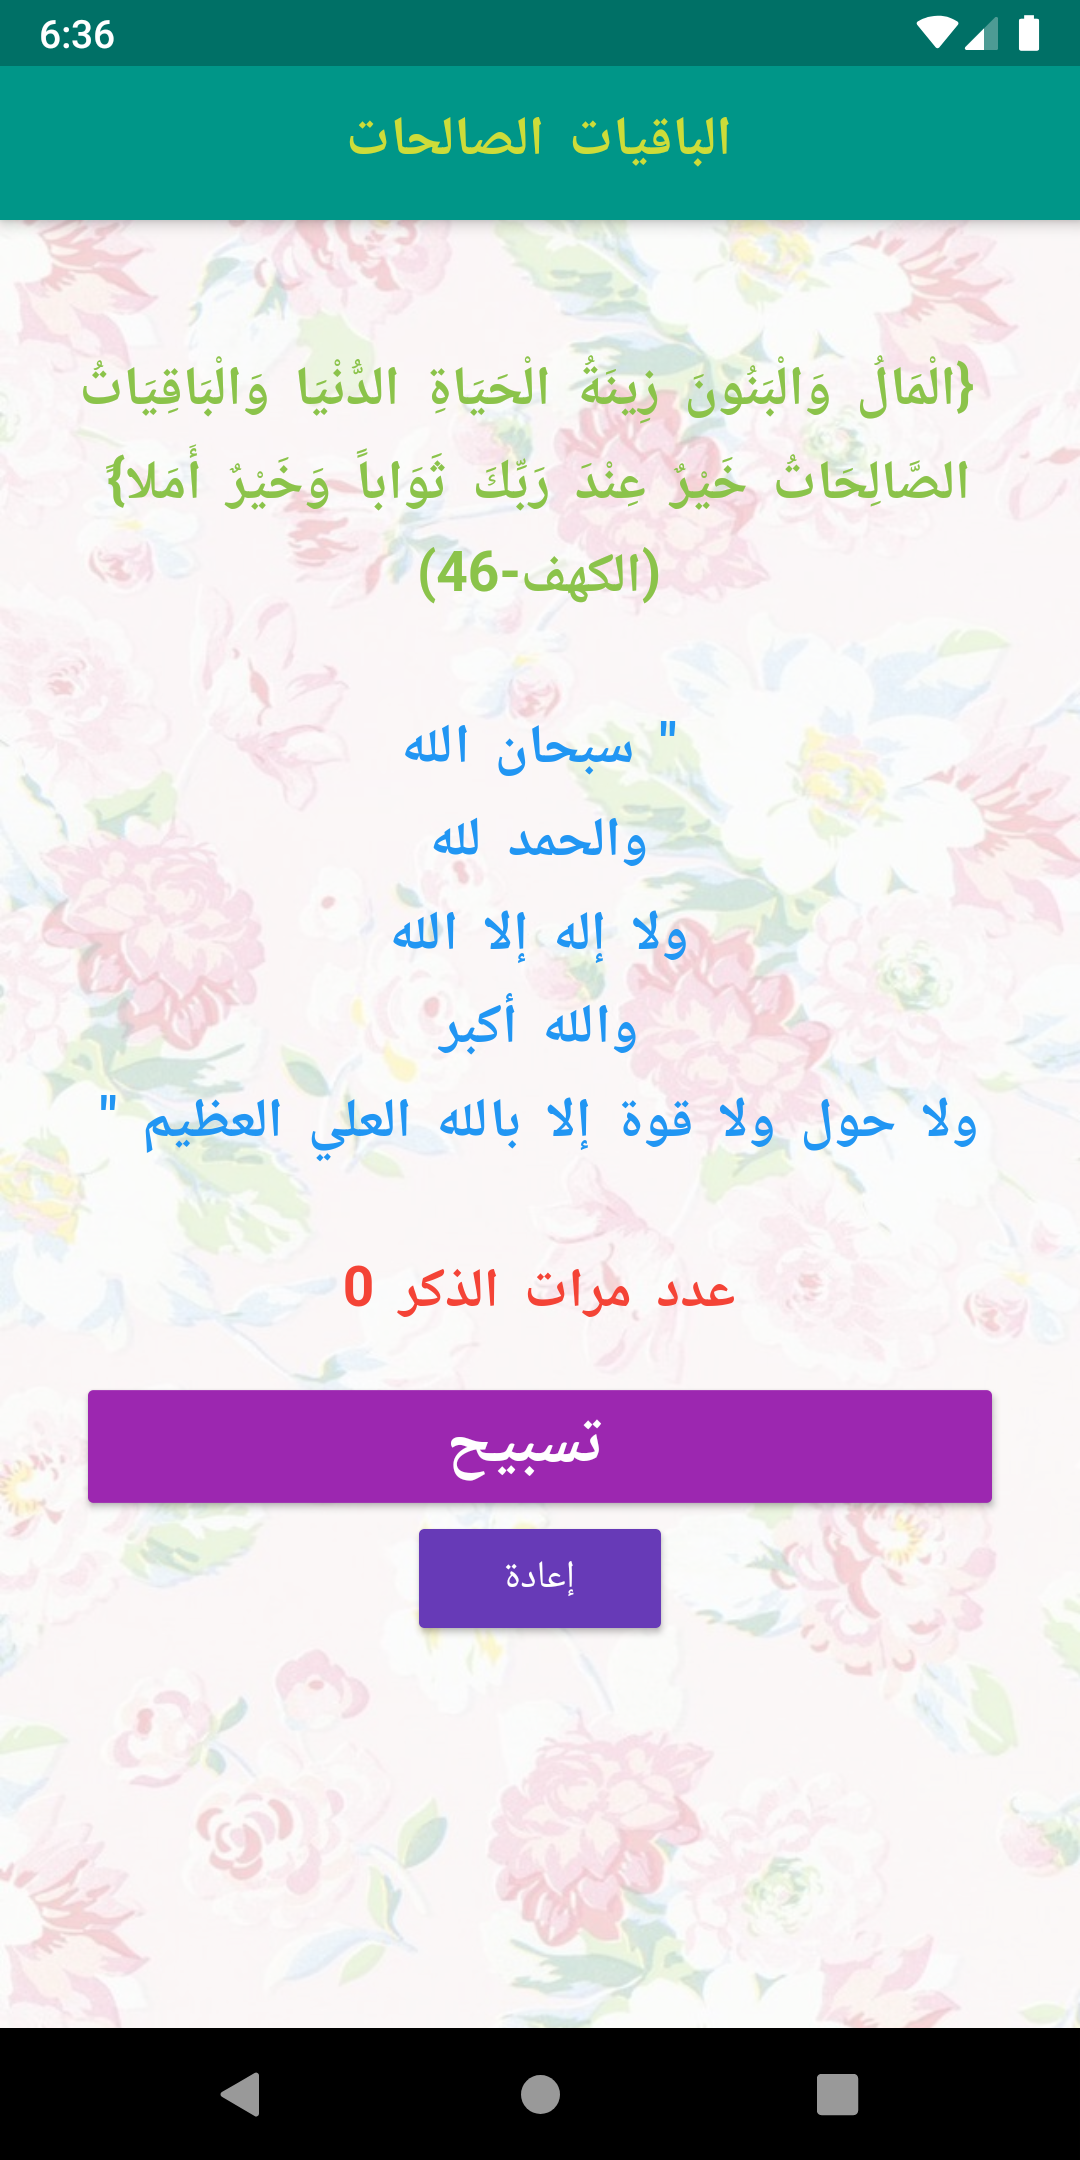 6:36
الباقيات الصالحات
{الْمَالُ وَالْبَنُونَ زِينَةُ الْحَيَاةِ الدُّنْيَا وَالْبَاقِيَاتُ
الصَّالِحَاتُ خَيْرٌ عِنْدَ رَبِّكَ ثَوَاباً وَخَيْرٌ أَمَلاً}
(الكهف-46)
" سبحان الله
والحمد لله
ولا إله إلا الله
والله أكبر
ولا حول ولا قوة إلا بالله العلي العظيم "
عدد مرات الذكر 0
تسبيح
إعادة